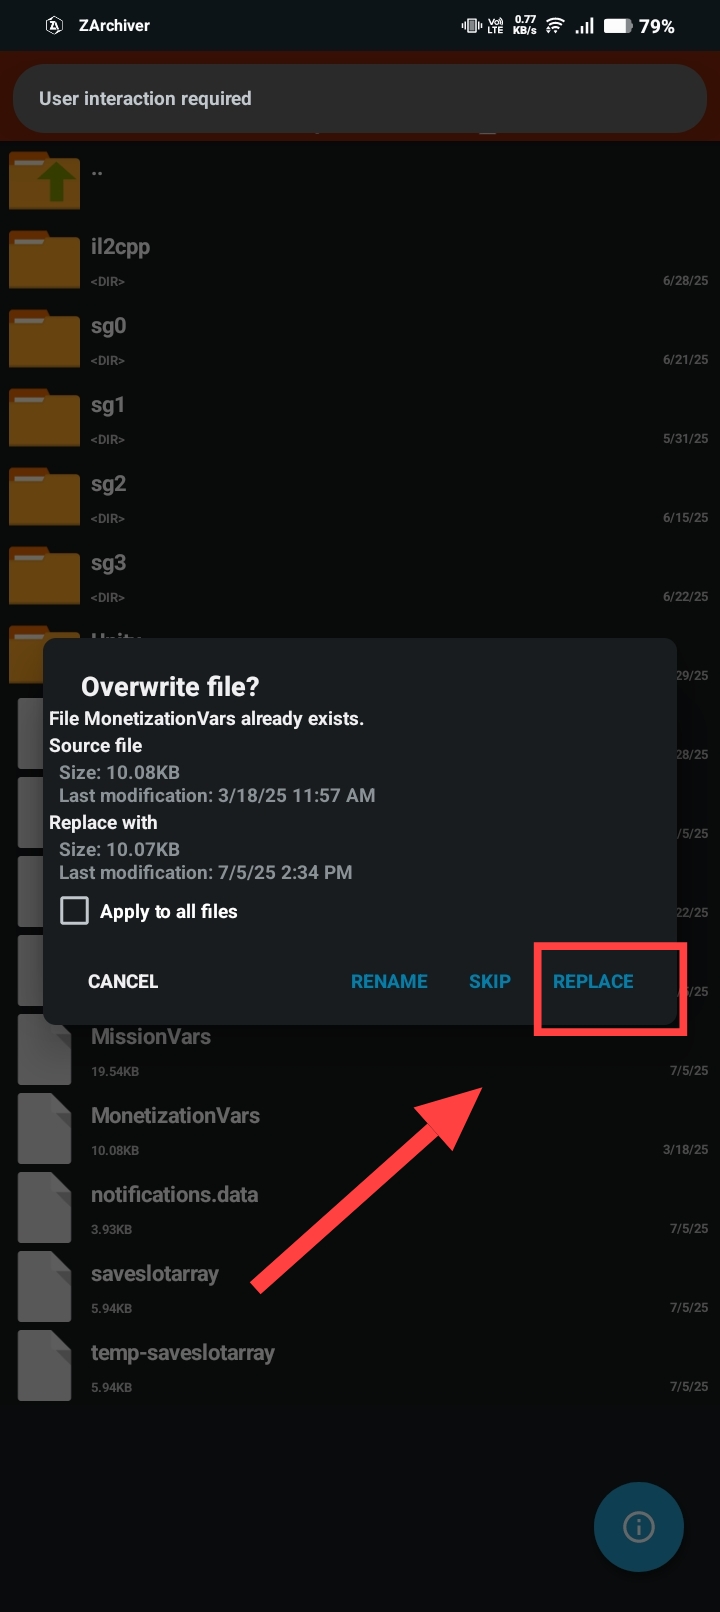 ZArchiver
Vo) LTE 0.77 KB/s 79%
User interaction required
..
il2cpp
<DIR> 6/28/25
sg0
<DIR> 6/21/25
sg1
<DIR> 5/31/25
sg2
<DIR> 6/15/25
sg3
<DIR> 6/22/25
29/25
Overwrite file?
File MonetizationVars already exists.
Source file
Size: 10.08KB
Last modification: 3/18/25 11:57 AM
28/25
Replace with
Size: 10.07KB
/5/25
Last modification: 7/5/25 2:34 PM
Apply to all files
22/25
CANCEL RENAME SKIP REPLACE
MissionVars
19.54KB 7/5/25
MonetizationVars
10.08KB 3/18/25
notifications.data
3.93KB 7/5/25
saveslotarray
5.94KB 7/5/25
temp-saveslotarray
5.94KB 7/5/25